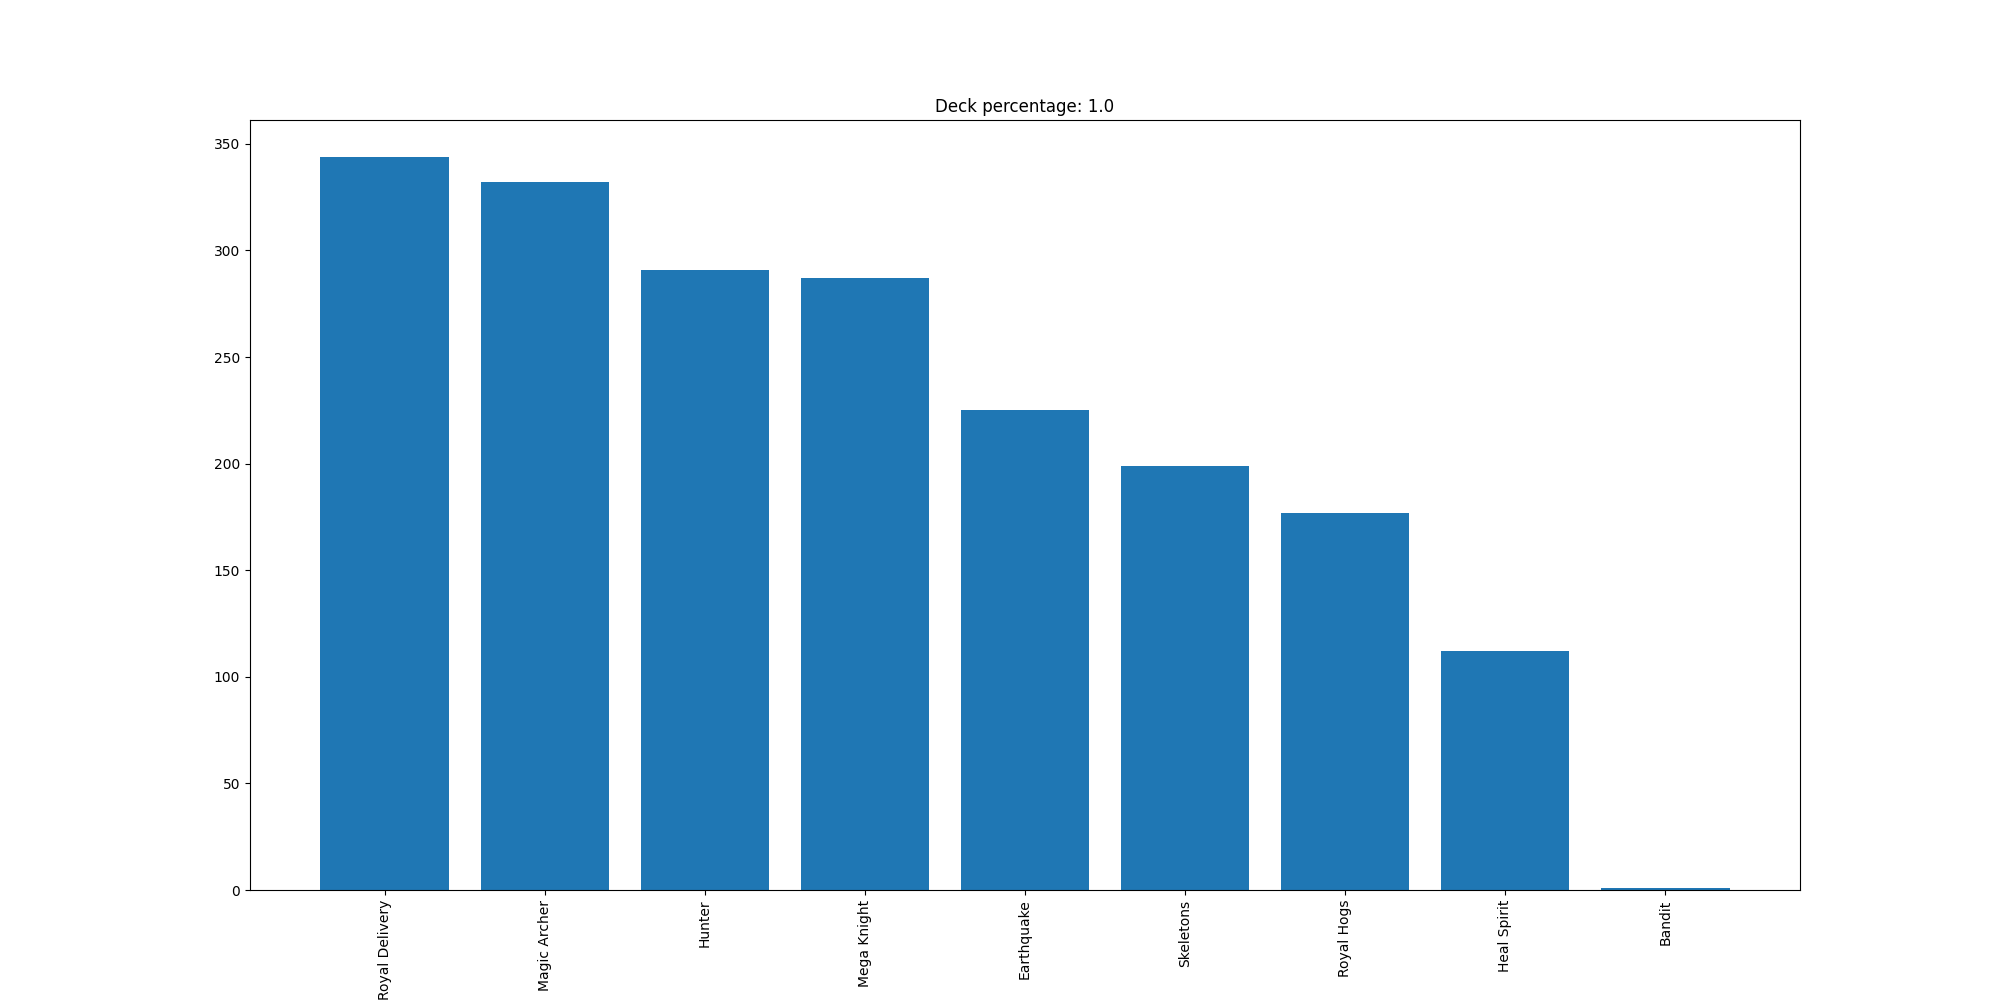 Deck percentage: 1.0
350
300
250
200
150
100
50
0
Royal Delivery
Magic Archer
Hunter
Mega Knight
Earthquake
Skeletons
Royal Hogs
Heal Spirit
Bandit